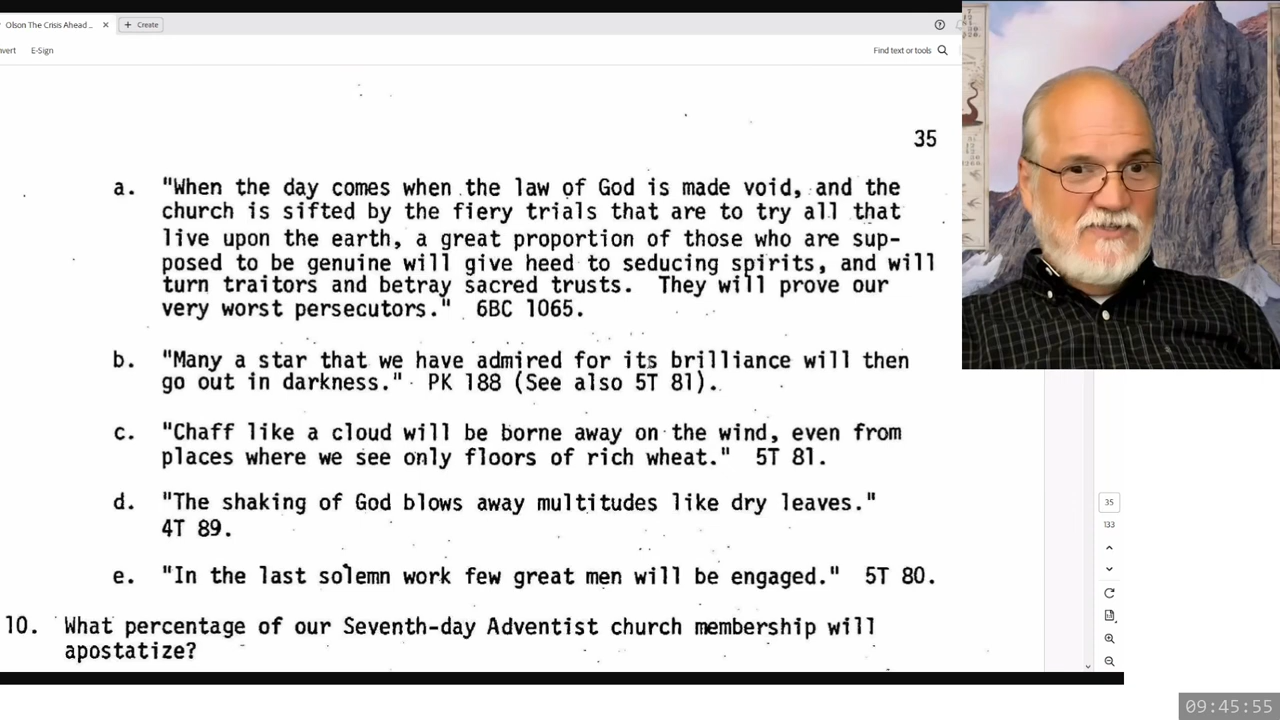 Olson The Crisis Ahead ... × + Create
nvert E-Sign
Find text or tools
35
a. "When the day comes when the law of God is made void, and the
church is sifted by the fiery trials that are to try all that
live upon the earth, a great proportion of those who are sup-
posed to be genuine will give heed to seducing spirits, and will
turn traitors and betray sacred trusts. They will prove our
very worst persecutors." 6BC 1065.
b. "Many a star that we have admired for its brilliance will then
go out in darkness." PK 188 (See also 5T 81).
c. "Chaff like a cloud will be borne away on the wind, even from
places where we see only floors of rich wheat." 5T 81.
d. "The shaking of God blows away multitudes like dry leaves."
4T 89.
e. "In the last solemn work few great men will be engaged." 5T 80.
10. What percentage of our Seventh-day Adventist church membership will
apostatize?
35
133
09:45:55